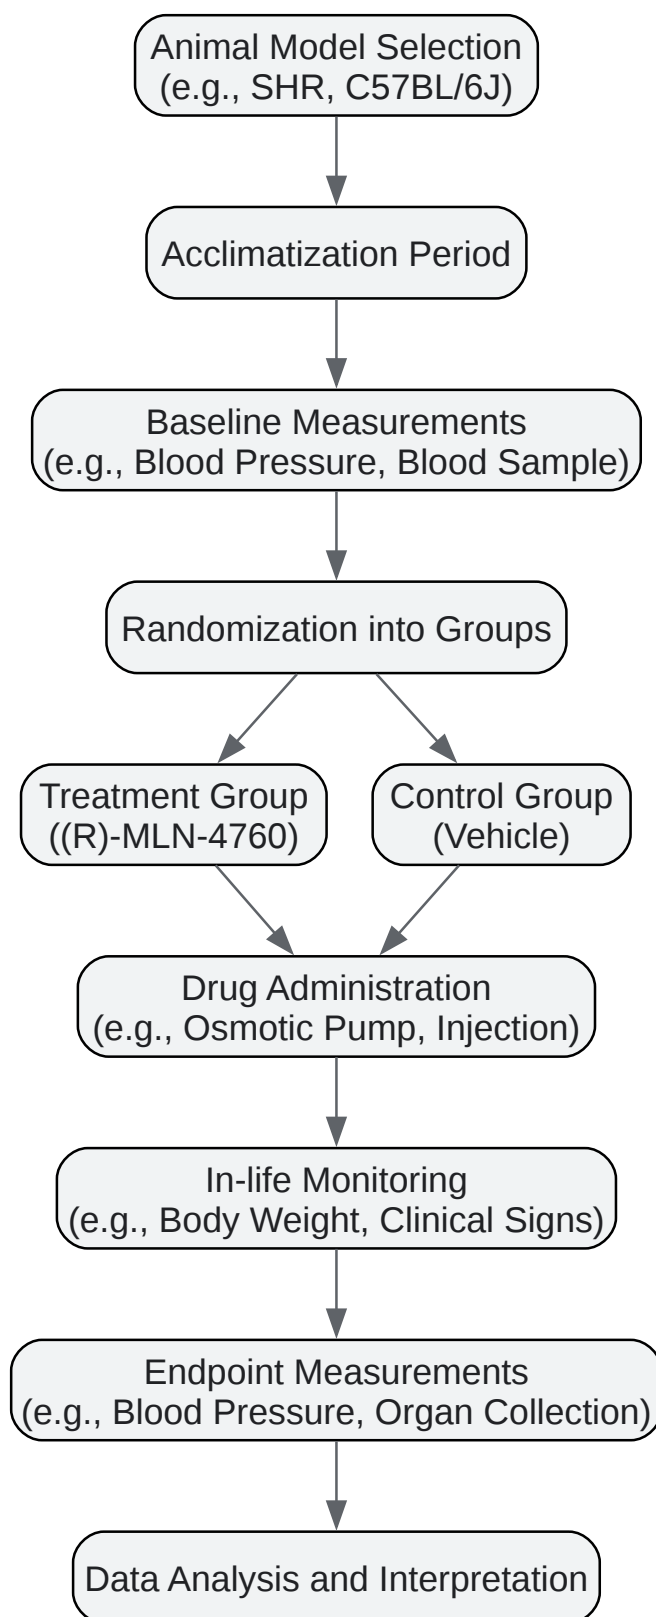 Animal Model Selection
(e.g., SHR, C57BL/6J)
Acclimatization Period
Baseline Measurements
(e.g., Blood Pressure, Blood Sample)
Randomization into Groups
Treatment Group
((R)-MLN-4760)
Control Group
(Vehicle)
Drug Administration
(e.g., Osmotic Pump, Injection)
In-life Monitoring
(e.g., Body Weight, Clinical Signs)
Endpoint Measurements
(e.g., Blood Pressure, Organ Collection)
Data Analysis and Interpretation